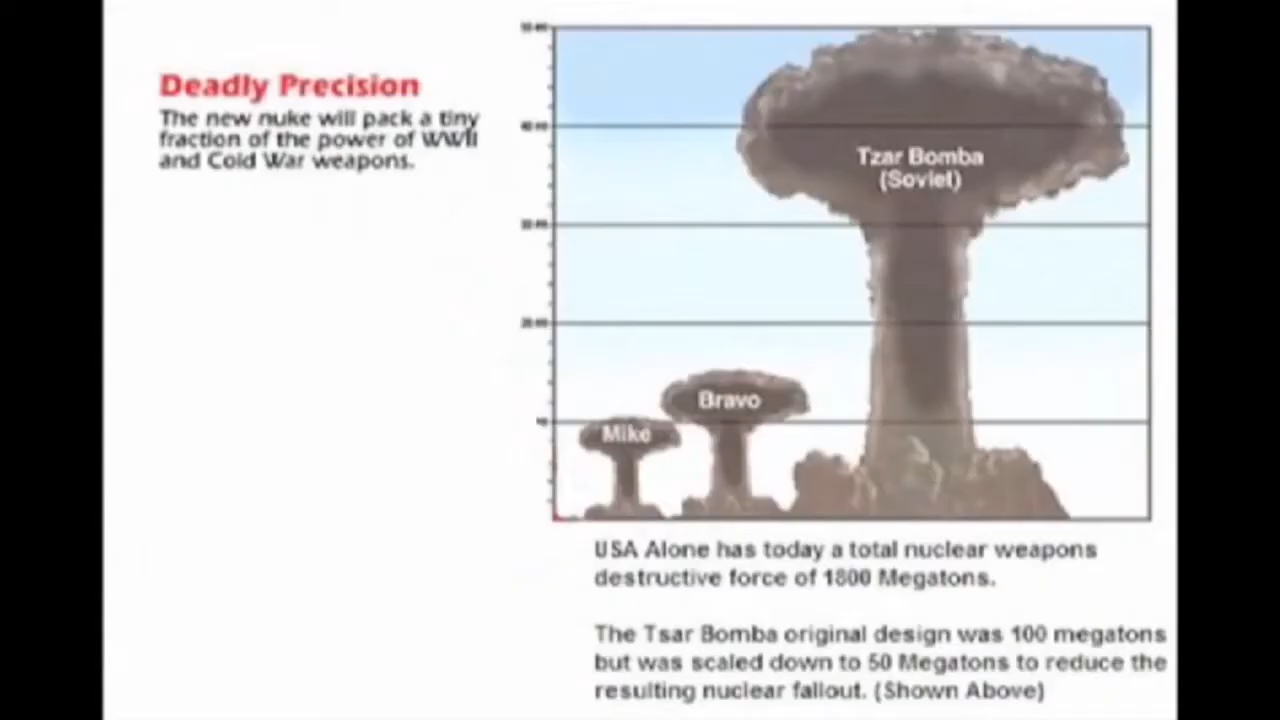 Deadly Precision
The new nuke will pack a tiny
fraction of the power of WWII
and Cold War weapons.
Tzar Bomba
(Soviet)
Bravo
Mike
USA Alone has today a total nuclear weapons
destructive force of 1800 Megatons.
The Tsar Bomba original design was 100 megatons
but was scaled down to 50 Megatons to reduce the
resulting nuclear fallout. (Shown Above)